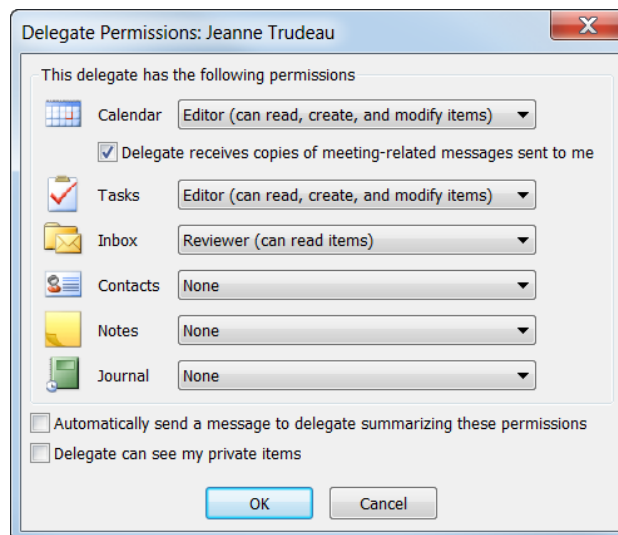 Delegate Permissions: Jeanne Trudeau
This delegate has the following permissions
Calendar Editor (can read, create, and modify items)
Delegate receives copies of meeting-related messages sent to me
Tasks Editor (can read, create, and modify items)
Inbox Reviewer (can read items)
Contacts None
Notes None
Journal None
Automatically send a message to delegate summarizing these permissions
Delegate can see my private items
OK Cancel